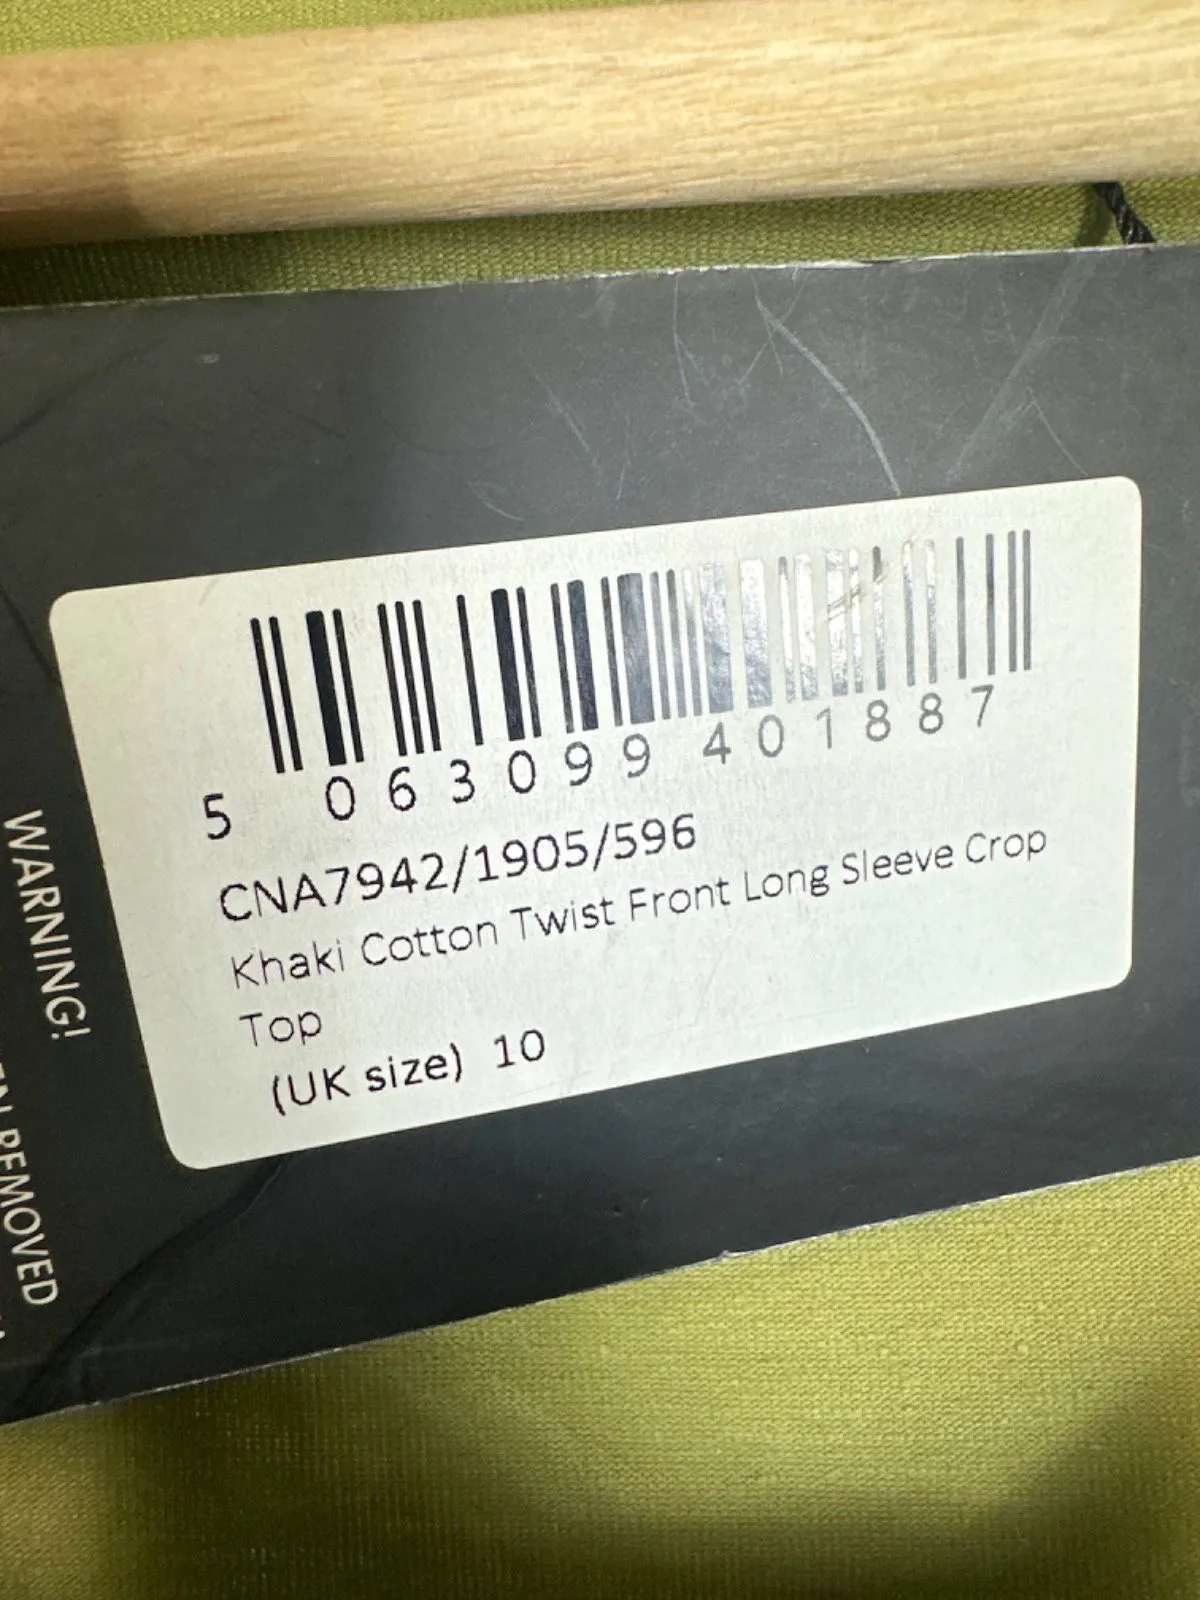 5 063099 401887
CNA7942/1905/596
Khaki Cotton Twist Front Long Sleeve Crop
Top
(UK size) 10
WARNING!
REMOVED